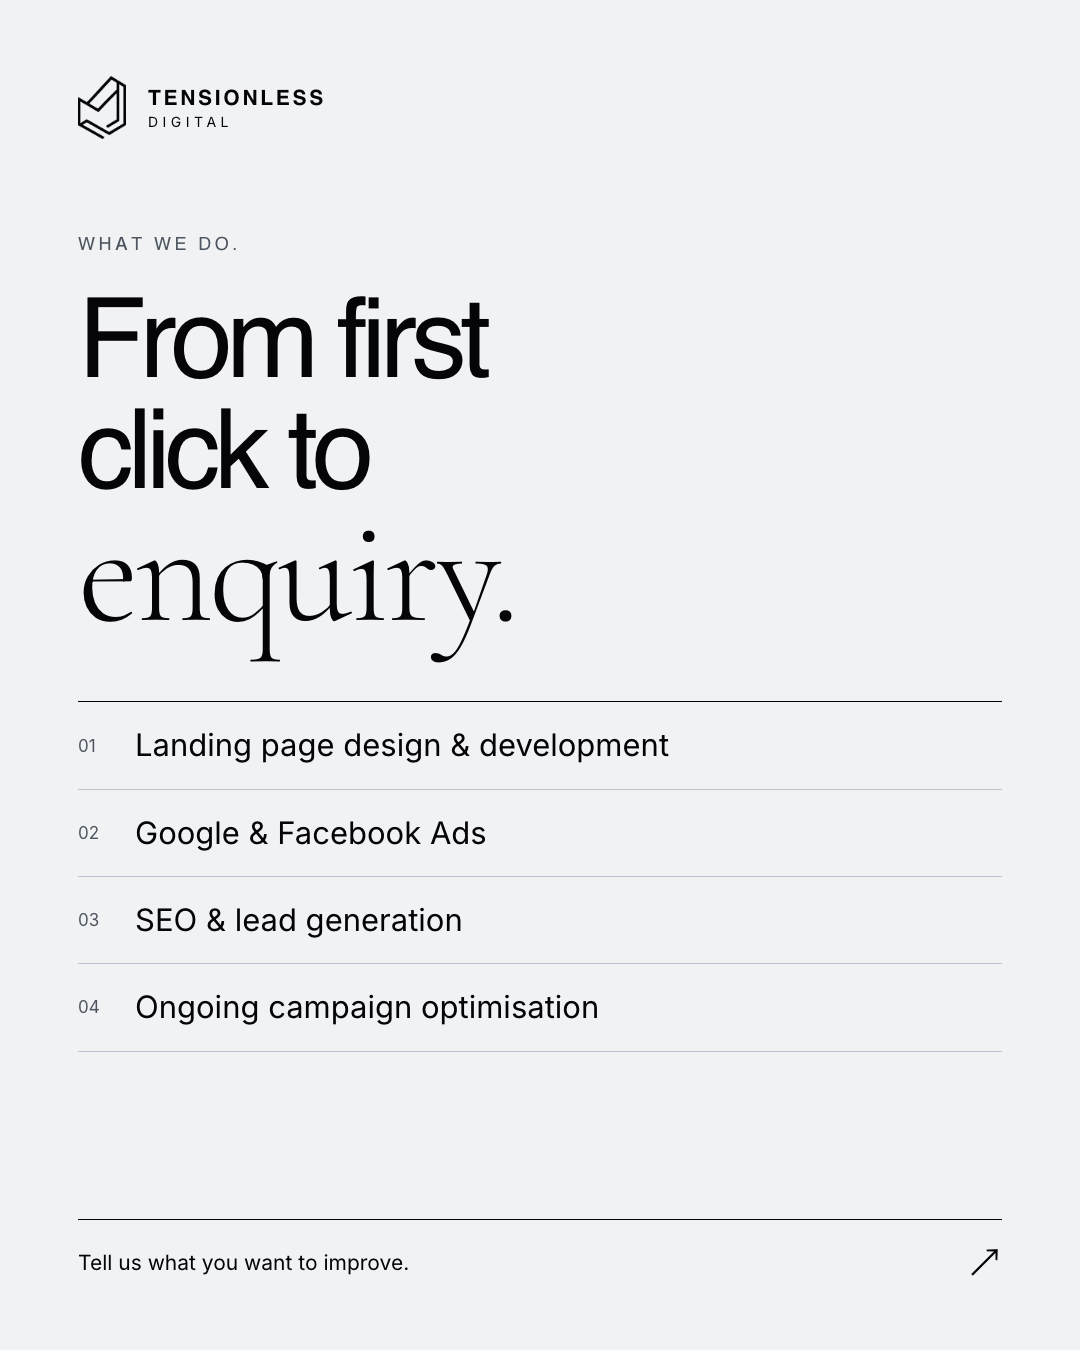 TENSIONLESS
DIGITAL
WHAT WE DO.
From first
click to
enquiry.
01 Landing page design & development
02 Google & Facebook Ads
03 SEO & lead generation
04 Ongoing campaign optimisation
Tell us what you want to improve.